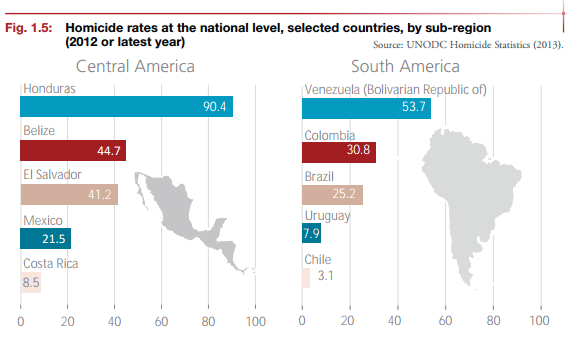 Fig. 1.5: Homicide rates at the national level, selected countries, by sub-region
(2012 or latest year)
Source: UNODC Homicide Statistics (2013).
Central America
Honduras
90.4
Belize
44.7
El Salvador
41.2
Mexico
21.5
Costa Rica
8.5
0 20 40 60 80 100
South America
Venezuela (Bolivarian Republic of)
53.7
Colombia
30.8
Brazil
25.2
Uruguay
7.9
Chile
3.1
0 20 40 60 80 100